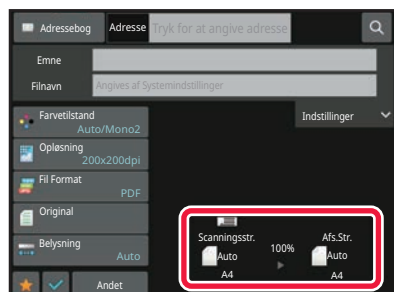 Adressebog Adresse Tryk for at angive adresse
Emne
Filnavn Angives af Systemindstillinger
Farvetilstand
Auto/Mono2
Indstillinger
Opløsning
200x200dpi
Fil Format
PDF
Original
Belysning
Auto
Scanningsstr. 100% Afs.Str.
Auto Auto
A4 A4
Andet